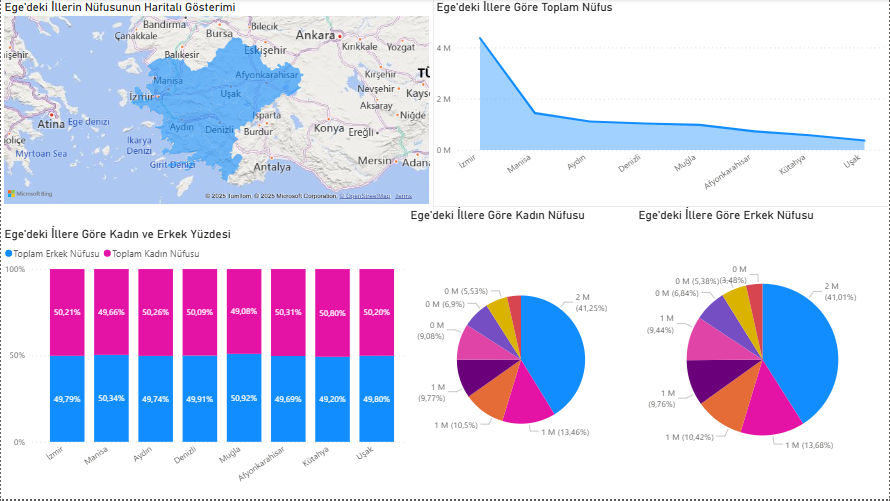 Ege'deki İllerin Nüfusunun Haritalı Gösterimi
Bandırma
Bilecik
Çanakkale
Bursa
Ankara
Eskişehir
Kırıkkale
Yozgat
Balıkesir
Manisa
Afyonkarahisar
Kırşehir
Nevşehir
Kays
İzmir
Uşak
Aksaray
Atina
Ege denizi
Isparta
Niğde
Aydın
Denizli
Burdur
Konya
Ereğli
İkarya
Denizi
Myrtoan Sea
Girit Denizi
Antalya
Mersin
Adana
Microsoft Bing
© 2025 TomTom, © 2025 Microsoft Corporation, © OpenStreetMap Terms
Ege'deki İllere Göre Toplam Nüfus
4 M
2 M
0 M
İzmir
Manisa
Aydın
Denizli
Muğla
Afyonkarahisar
Kütahya
Uşak
Ege'deki İllere Göre Kadın ve Erkek Yüzdesi
Toplam Erkek Nüfusu Toplam Kadın Nüfusu
100%
50%
0%
50,21% 49,66% 50,26% 50,09% 49,08% 50,31% 50,80% 50,20%
49,79% 50,34% 49,74% 49,91% 50,92% 49,69% 49,20% 49,80%
İzmir
Manisa
Aydın
Denizli
Muğla
Afyonkarahisar
Kütahya
Uşak
Ege'deki İllere Göre Kadın Nüfusu
2 M
(41,25%)
1 M (13,46%)
1 M (10,5%)
1 M
(9,77%)
0 M
(9,08%)
0 M (6,9%)
0 M (5,53%)
Ege'deki İllere Göre Erkek Nüfusu
2 M
(41,01%)
1 M (13,68%)
1 M (10,42%)
1 M
(9,76%)
1 M
(9,44%)
0 M (6,84%)
0 M (5,38%)
0 M
(3,48%)